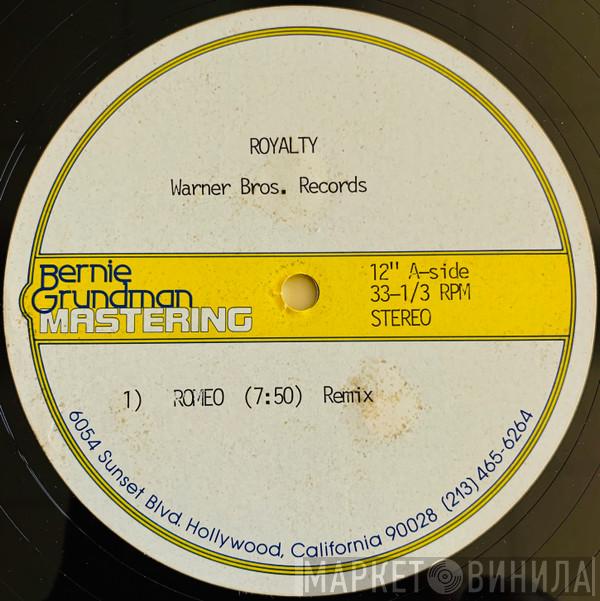 ROYALTY
Warner Bros. Records
Bernie
Grundman
MASTERING
12" A-side
33-1/3 RPM
STEREO
1) ROMEO (7:50) Remix
6054 Sunset Blvd. Hollywood, California 90028 (213) 465-6264
МАРКЕТ ВИНИЛА